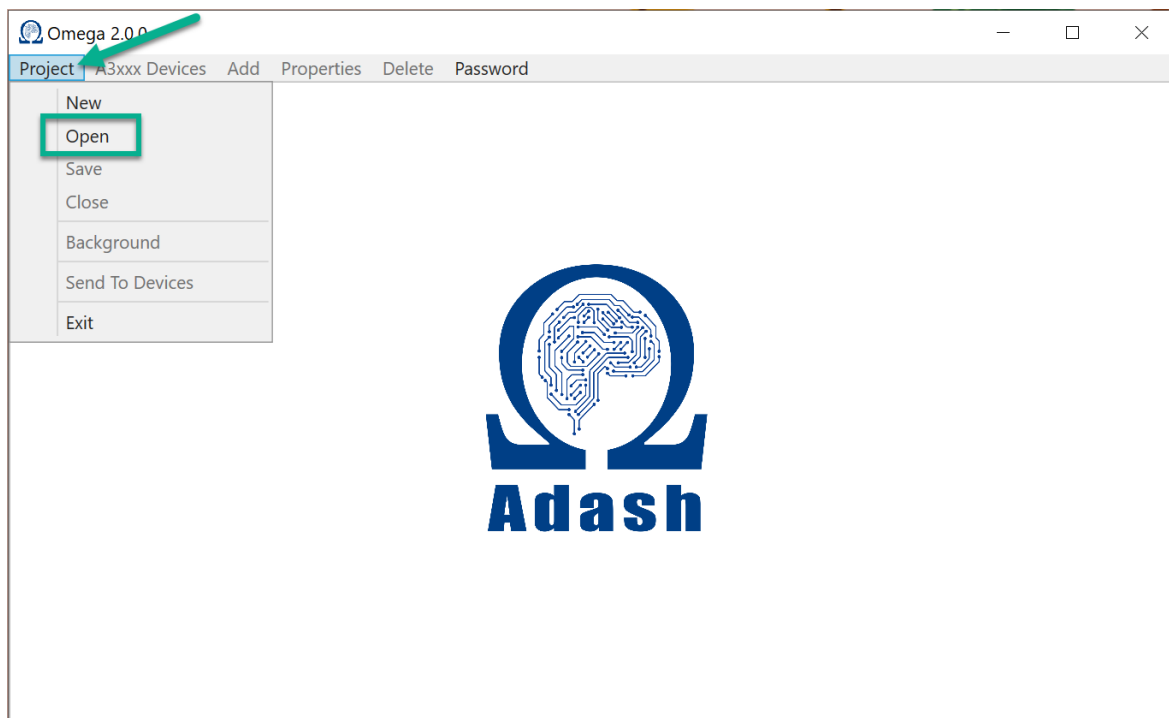 Omega 2.0.0
Project A3xxx Devices Add Properties Delete Password
New
Open
Save
Close
Background
Send To Devices
Exit
Adash